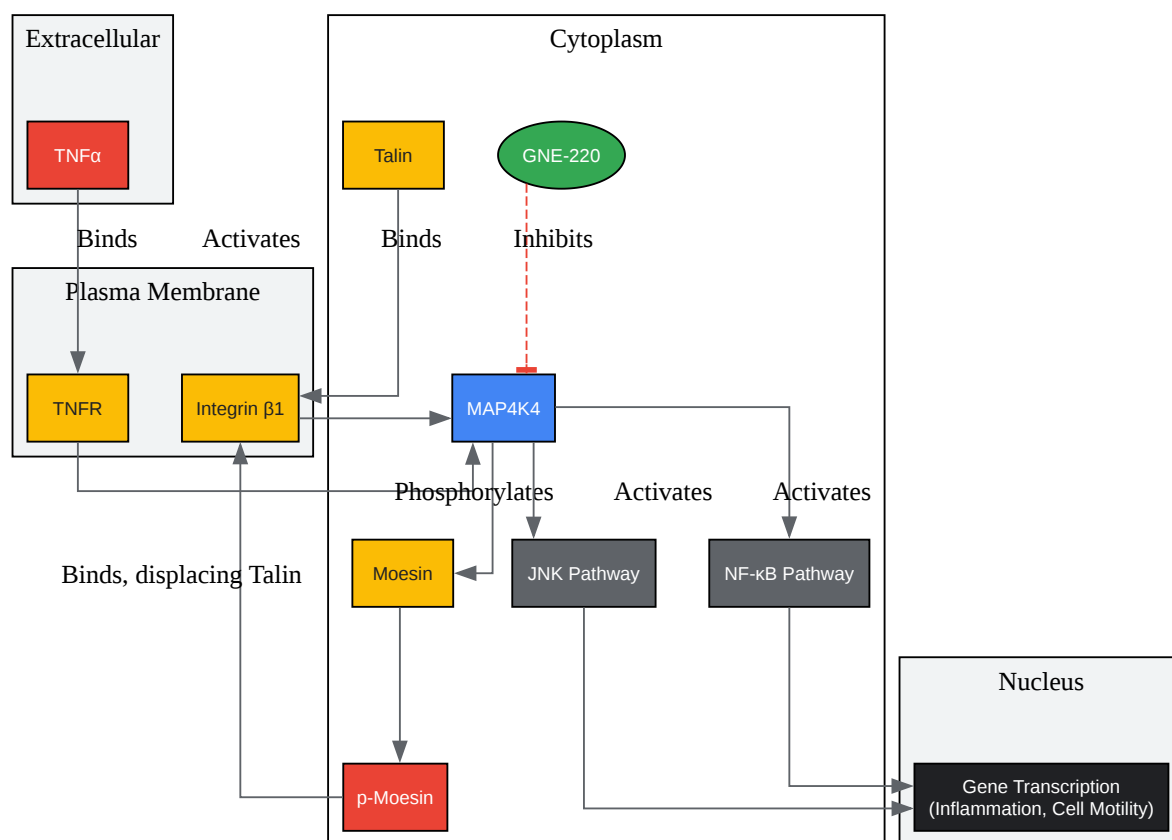 Extracellular
Cytoplasm
TNFα
Talin
GNE-220
Binds
Activates
Binds
Inhibits
Plasma Membrane
TNFR
Integrin β1
MAP4K4
Phosphorylates
Activates
Activates
Binds, displacing Talin
Moesin
JNK Pathway
NF-κB Pathway
Nucleus
p-Moesin
Gene Transcription
(Inflammation, Cell Motility)